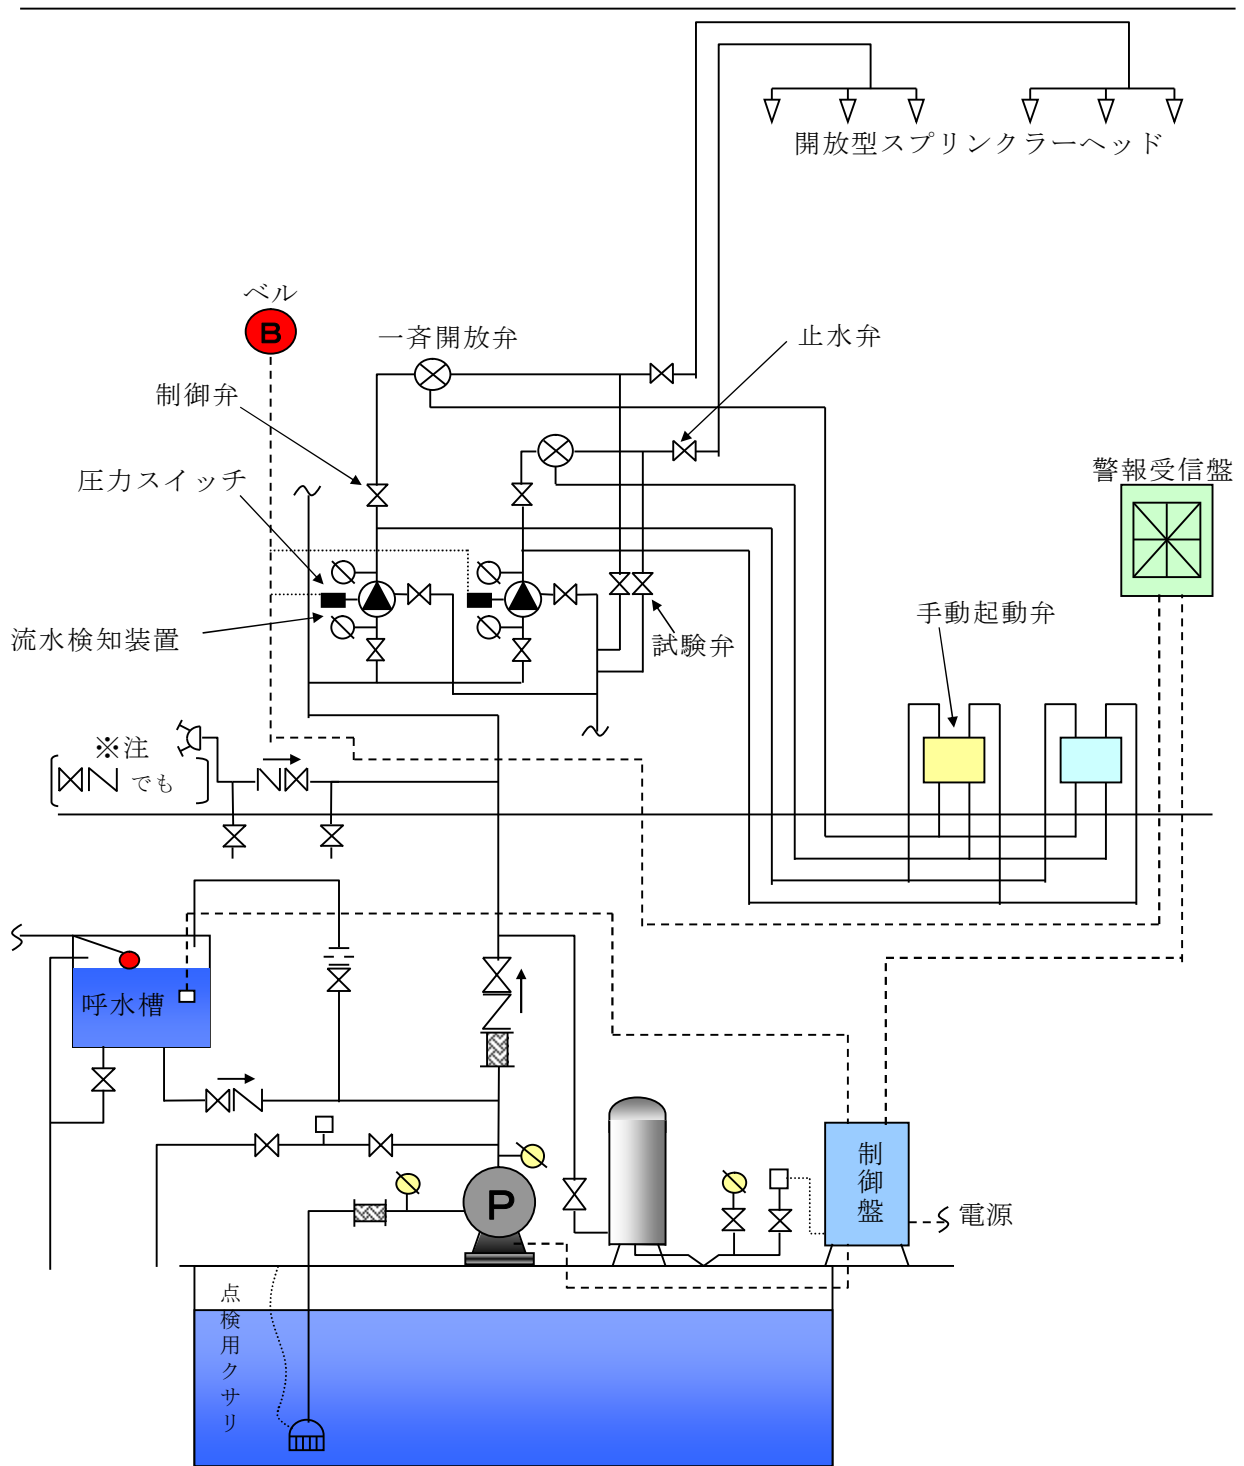 開放型スプリンクラーヘッド
ベル
B
一斉開放弁
止水弁
制御弁
圧力スイッチ
警報受信盤
手動起動弁
流水検知装置
試験弁
※注
でも
呼水槽
制御盤
P
電源
点検用クサリ